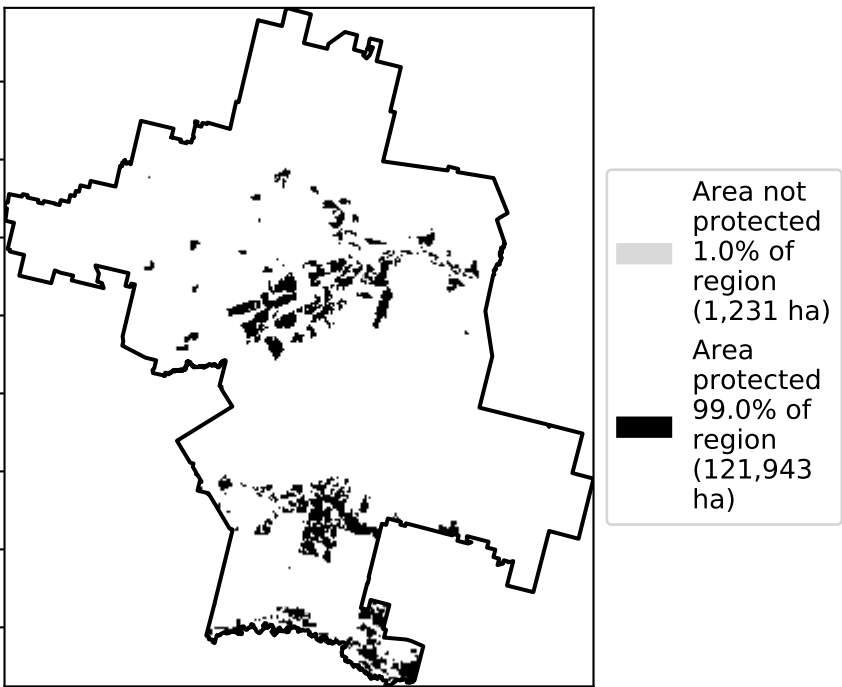 Area not
protected
1.0% of
region
(1,231 ha)
Area
protected
99.0% of
region
(121,943
ha)